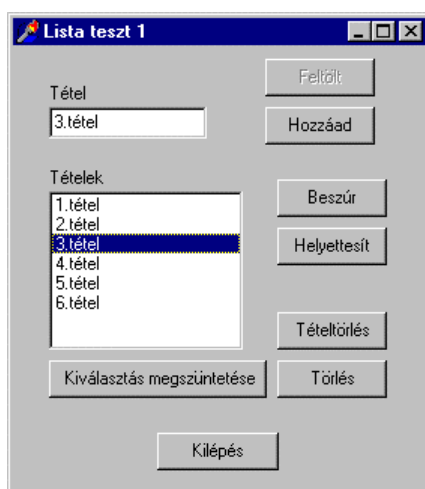 Lista teszt 1
Feltölt
Tétel
3.tétel
Hozzáad
Tételek
1.tétel
2.tétel
3.tétel
4.tétel
5.tétel
6.tétel
Beszúr
Helyettesít
Tételtörlés
Kiválasztás megszüntetése
Törlés
Kilépés